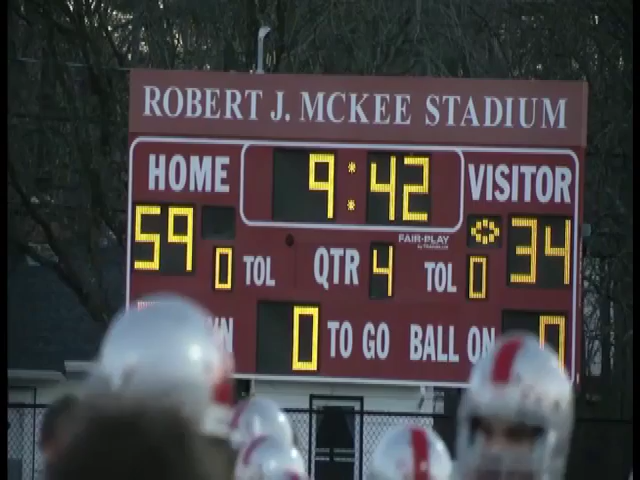 ROBERT J. MCKEE STADIUM
HOME 9:42 VISITOR
59 34
FAIR-PLAY
0 TOL QTR 4 TOL 0
0 TO GO BALL ON 0